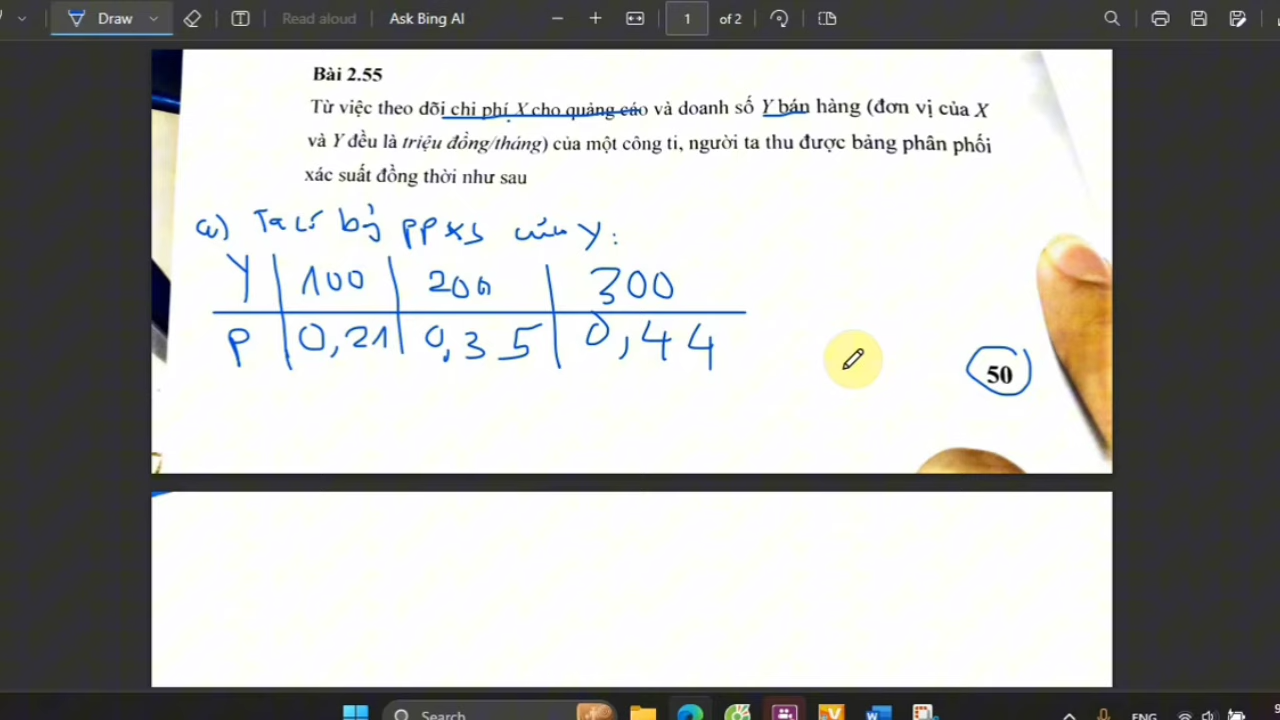 Draw
Read aloud
Ask Bing AI
1
of 2
Bài 2.55
Từ việc theo dõi chi phí X cho quảng cáo và doanh số Y bán hàng (đơn vị của X
và Y đều là triệu đồng/tháng) của một công ti, người ta thu được bảng phân phối
xác suất đồng thời như sau
a) Ta có bảng PPXS của Y:
Y 100 200 300
P 0,21 0,35 0,44
50
Search
ENG